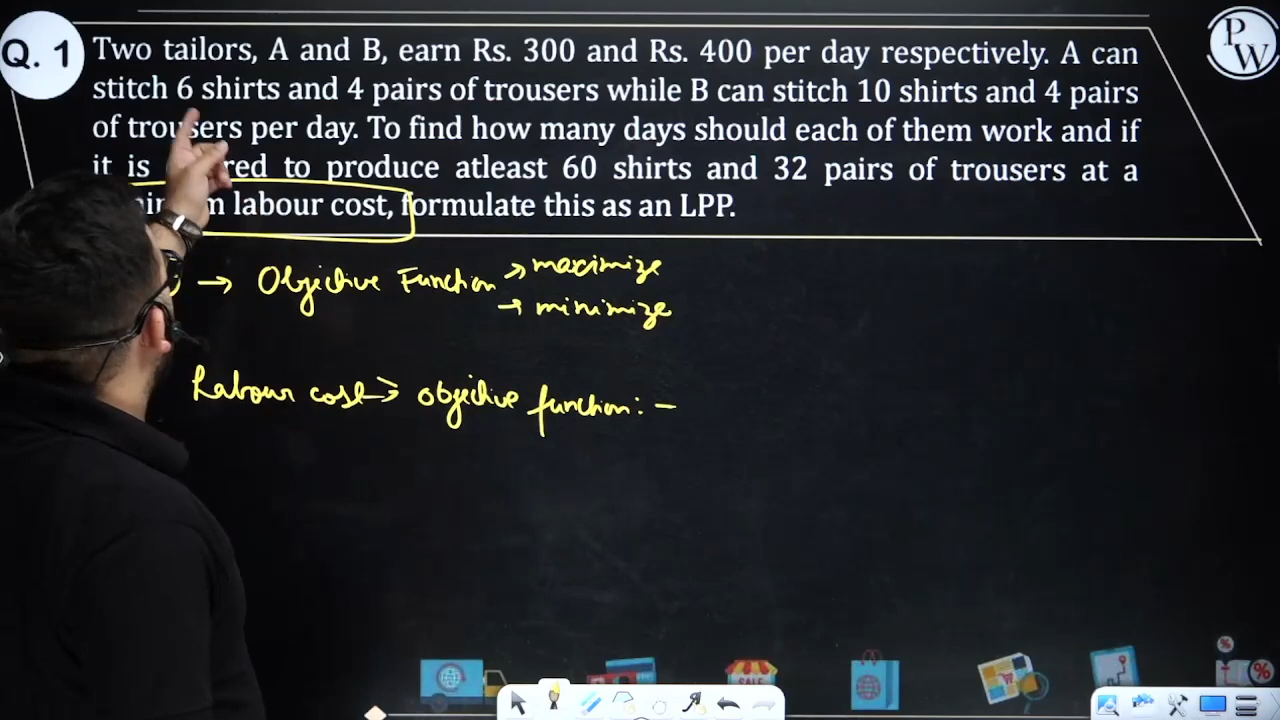 Q. 1
Two tailors, A and B, earn Rs. 300 and Rs. 400 per day respectively. A can
stitch 6 shirts and 4 pairs of trousers while B can stitch 10 shirts and 4 pairs
of trousers per day. To find how many days should each of them work and if
it is to produce atleast 60 shirts and 32 pairs of trousers at a
labour cost, formulate this as an LPP.
PW
→ Objective Function → maximize
→ minimize
Labour cost → objective function: -
SALE
%
%